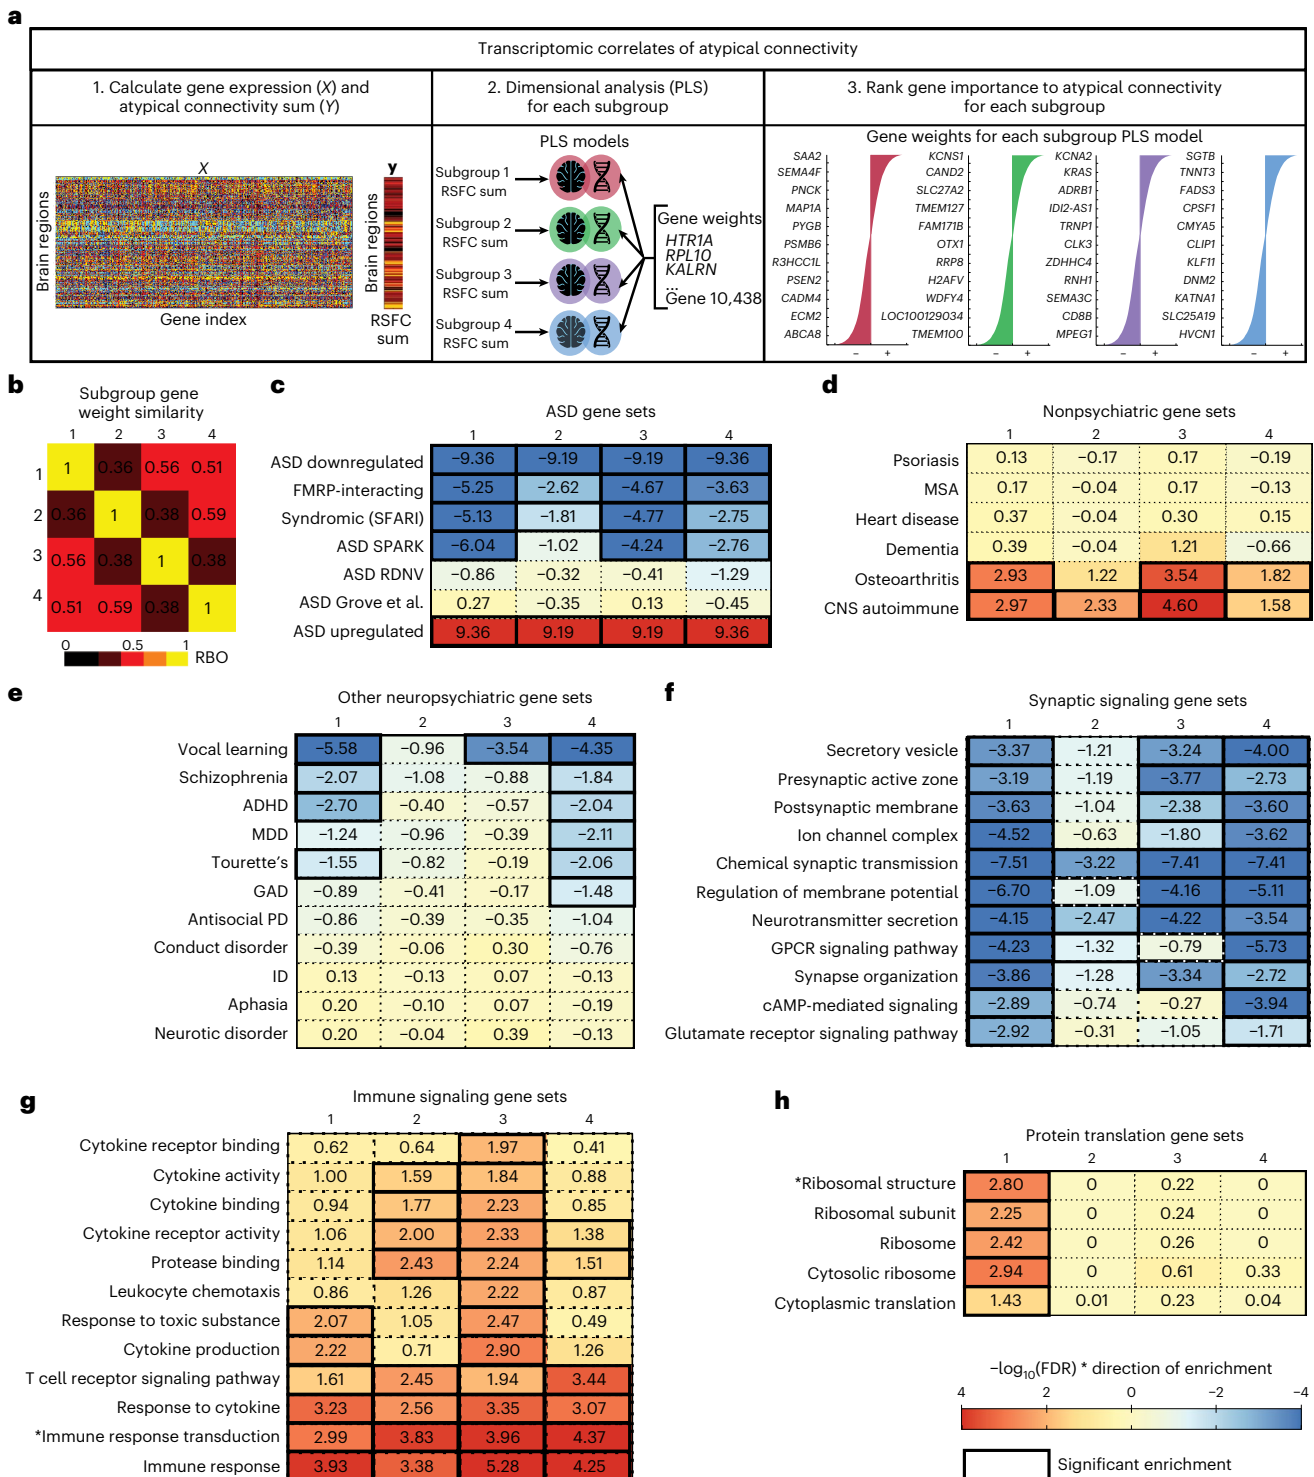 a
Transcriptomic correlates of atypical connectivity
1. Calculate gene expression (X) and
atypical connectivity sum (Y)
2. Dimensional analysis (PLS)
for each subgroup
3. Rank gene importance to atypical connectivity
for each subgroup
X
y
Brain regions
Gene index
Brain regions
RSFC
sum
PLS models
Subgroup 1
RSFC sum
Subgroup 2
RSFC sum
Subgroup 3
RSFC sum
Subgroup 4
RSFC sum
Gene weights
HTR1A
RPL10
KALRN
...
Gene 10,438
Gene weights for each subgroup PLS model
SAA2
SEMA4F
PNCK
MAP1A
PYGB
PSMB6
R3HCC1L
PSEN2
CADM4
ECM2
ABCA8
− +
KCNS1
CAND2
SLC27A2
TMEM127
FAM171B
OTX1
RRP8
H2AFV
WDFY4
LOC100129034
TMEM100
− +
KCNA2
KRAS
ADRB1
IDI2-AS1
TRNP1
CLK3
ZDHHC4
RNH1
SEMA3C
CD8B
MPEG1
− +
SGTB
TNNT3
FADS3
CPSF1
CMYA5
CLIP1
KLF11
DNM2
KATNA1
SLC25A19
HVCN1
− +
b
Subgroup gene
weight similarity
1 2 3 4
1 1 0.36 0.56 0.51
2 0.36 1 0.38 0.59
3 0.56 0.38 1 0.38
4 0.51 0.59 0.38 1
0 0.5 1
RBO
c
ASD gene sets
1 2 3 4
ASD downregulated −9.36 −9.19 −9.19 −9.36
FMRP-interacting −5.25 −2.62 −4.67 −3.63
Syndromic (SFARI) −5.13 −1.81 −4.77 −2.75
ASD SPARK −6.04 −1.02 −4.24 −2.76
ASD RDNV −0.86 −0.32 −0.41 −1.29
ASD Grove et al. 0.27 −0.35 0.13 −0.45
ASD upregulated 9.36 9.19 9.19 9.36
d
Nonpsychiatric gene sets
1 2 3 4
Psoriasis 0.13 −0.17 0.17 −0.19
MSA 0.17 −0.04 0.17 −0.13
Heart disease 0.37 −0.04 0.30 0.15
Dementia 0.39 −0.04 1.21 −0.66
Osteoarthritis 2.93 1.22 3.54 1.82
CNS autoimmune 2.97 2.33 4.60 1.58
e
Other neuropsychiatric gene sets
1 2 3 4
Vocal learning −5.58 −0.96 −3.54 −4.35
Schizophrenia −2.07 −1.08 −0.88 −1.84
ADHD −2.70 −0.40 −0.57 −2.04
MDD −1.24 −0.96 −0.39 −2.11
Tourette's −1.55 −0.82 −0.19 −2.06
GAD −0.89 −0.41 −0.17 −1.48
Antisocial PD −0.86 −0.39 −0.35 −1.04
Conduct disorder −0.39 −0.06 0.30 −0.76
ID 0.13 −0.13 0.07 −0.13
Aphasia 0.20 −0.10 0.07 −0.19
Neurotic disorder 0.20 −0.04 0.39 −0.13
f
Synaptic signaling gene sets
1 2 3 4
Secretory vesicle −3.37 −1.21 −3.24 −4.00
Presynaptic active zone −3.19 −1.19 −3.77 −2.73
Postsynaptic membrane −3.63 −1.04 −2.38 −3.60
Ion channel complex −4.52 −0.63 −1.80 −3.62
Chemical synaptic transmission −7.51 −3.22 −7.41 −7.41
Regulation of membrane potential −6.70 −1.09 −4.16 −5.11
Neurotransmitter secretion −4.15 −2.47 −4.22 −3.54
GPCR signaling pathway −4.23 −1.32 −0.79 −5.73
Synapse organization −3.86 −1.28 −3.34 −2.72
cAMP-mediated signaling −2.89 −0.74 −0.27 −3.94
Glutamate receptor signaling pathway −2.92 −0.31 −1.05 −1.71
g
Immune signaling gene sets
1 2 3 4
Cytokine receptor binding 0.62 0.64 1.97 0.41
Cytokine activity 1.00 1.59 1.84 0.88
Cytokine binding 0.94 1.77 2.23 0.85
Cytokine receptor activity 1.06 2.00 2.33 1.38
Protease binding 1.14 2.43 2.24 1.51
Leukocyte chemotaxis 0.86 1.26 2.22 0.87
Response to toxic substance 2.07 1.05 2.47 0.49
Cytokine production 2.22 0.71 2.90 1.26
T cell receptor signaling pathway 1.61 2.45 1.94 3.44
Response to cytokine 3.23 2.56 3.35 3.07
*Immune response transduction 2.99 3.83 3.96 4.37
Immune response 3.93 3.38 5.28 4.25
h
Protein translation gene sets
1 2 3 4
*Ribosomal structure 2.80 0 0.22 0
Ribosomal subunit 2.25 0 0.24 0
Ribosome 2.42 0 0.26 0
Cytosolic ribosome 2.94 0 0.61 0.33
Cytoplasmic translation 1.43 0.01 0.23 0.04
−log10(FDR) * direction of enrichment
4 2 0 −2 −4
Significant enrichment